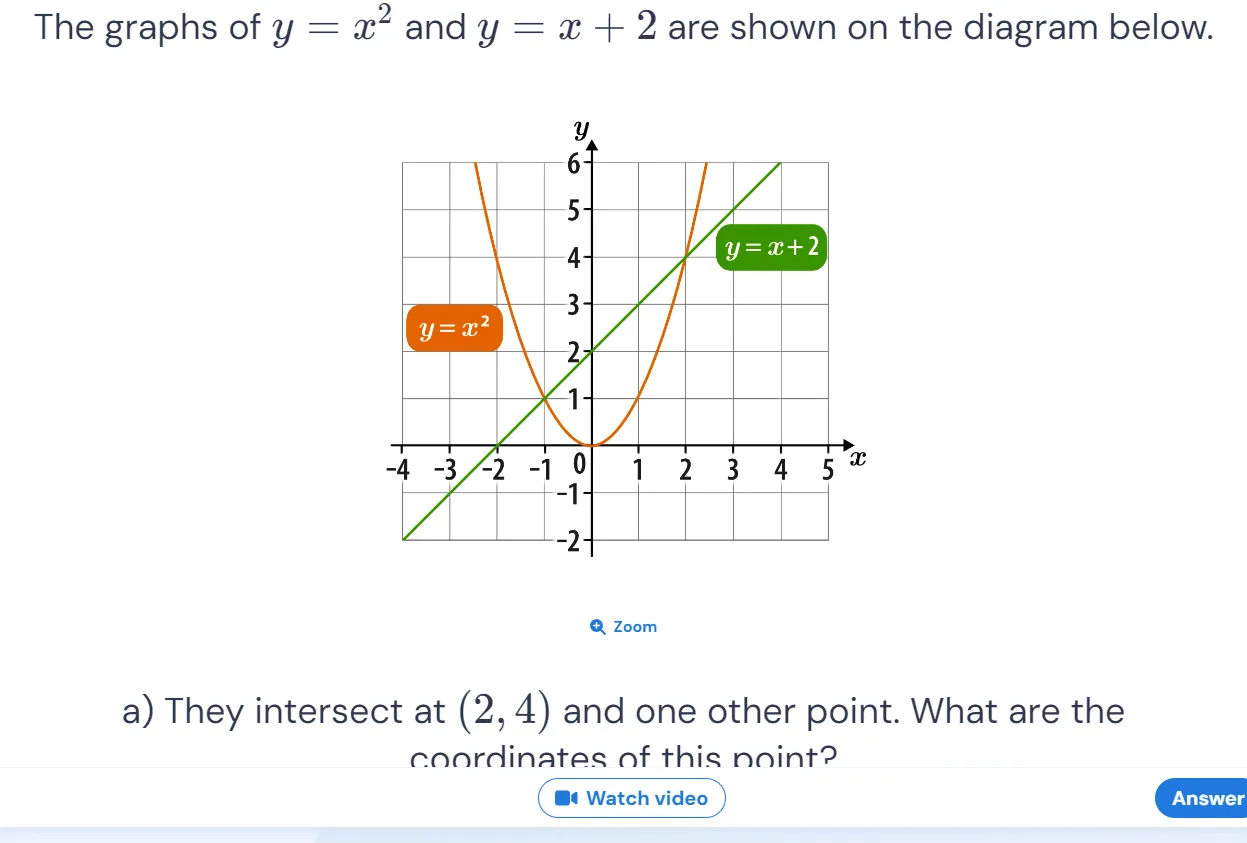 The graphs of y = x² and y = x + 2 are shown on the diagram below.
y
6
5
y = x + 2
4
3
y = x²
2
1
-4 -3 -2 -1 0 1 2 3 4 5 x
-1
-2
Zoom
a) They intersect at (2, 4) and one other point. What are the
coordinates of this point?
Watch video
Answer